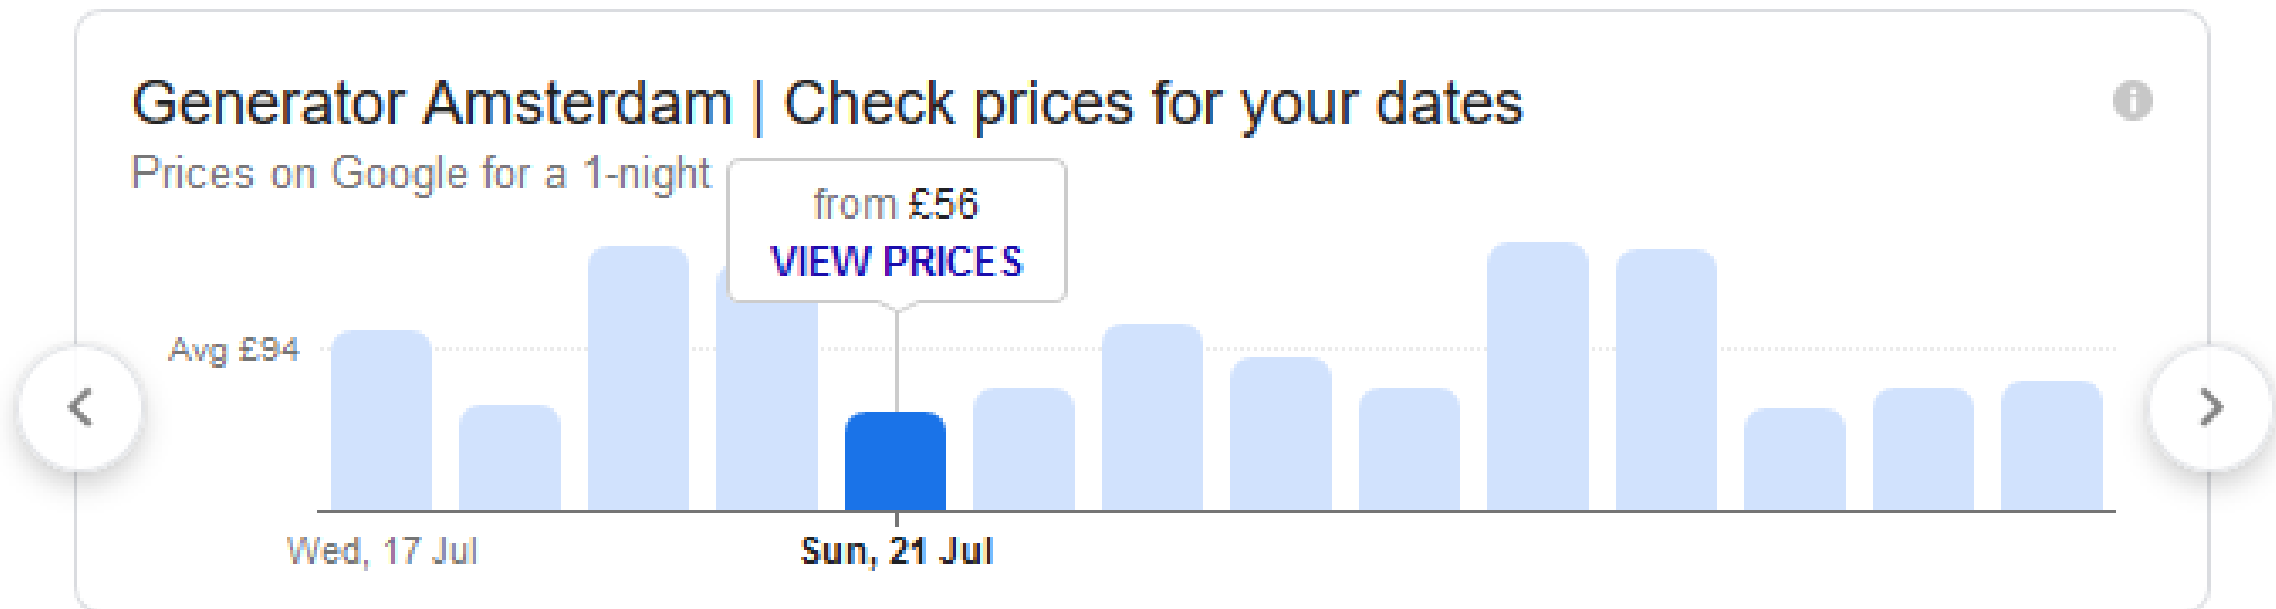 Generator Amsterdam | Check prices for your dates
Prices on Google for a 1-night
from £56
VIEW PRICES
Avg £94
Wed, 17 Jul
Sun, 21 Jul